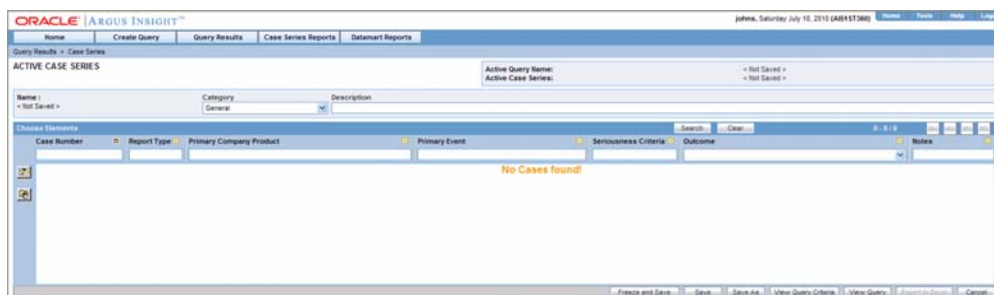 ORACLE | ARGUS INSIGHT™
johna, Saturday July 10, 2010 (AI51ST360) Home Tools Help
Home Create Query Query Results Case Series Reports Datamart Reports
Query Results > Case Series
ACTIVE CASE SERIES
Active Query Name: < Not Saved >
Active Case Series: < Not Saved >
Name : Category Description
< Not Saved > General
Choose Elements Search Clear
Case Number Report Type Primary Company Product Primary Event Seriousness Criteria Outcome Notes
No Cases found!
Freeze and Save Save Save As View Query Criteria View Query Export to Excel Cancel